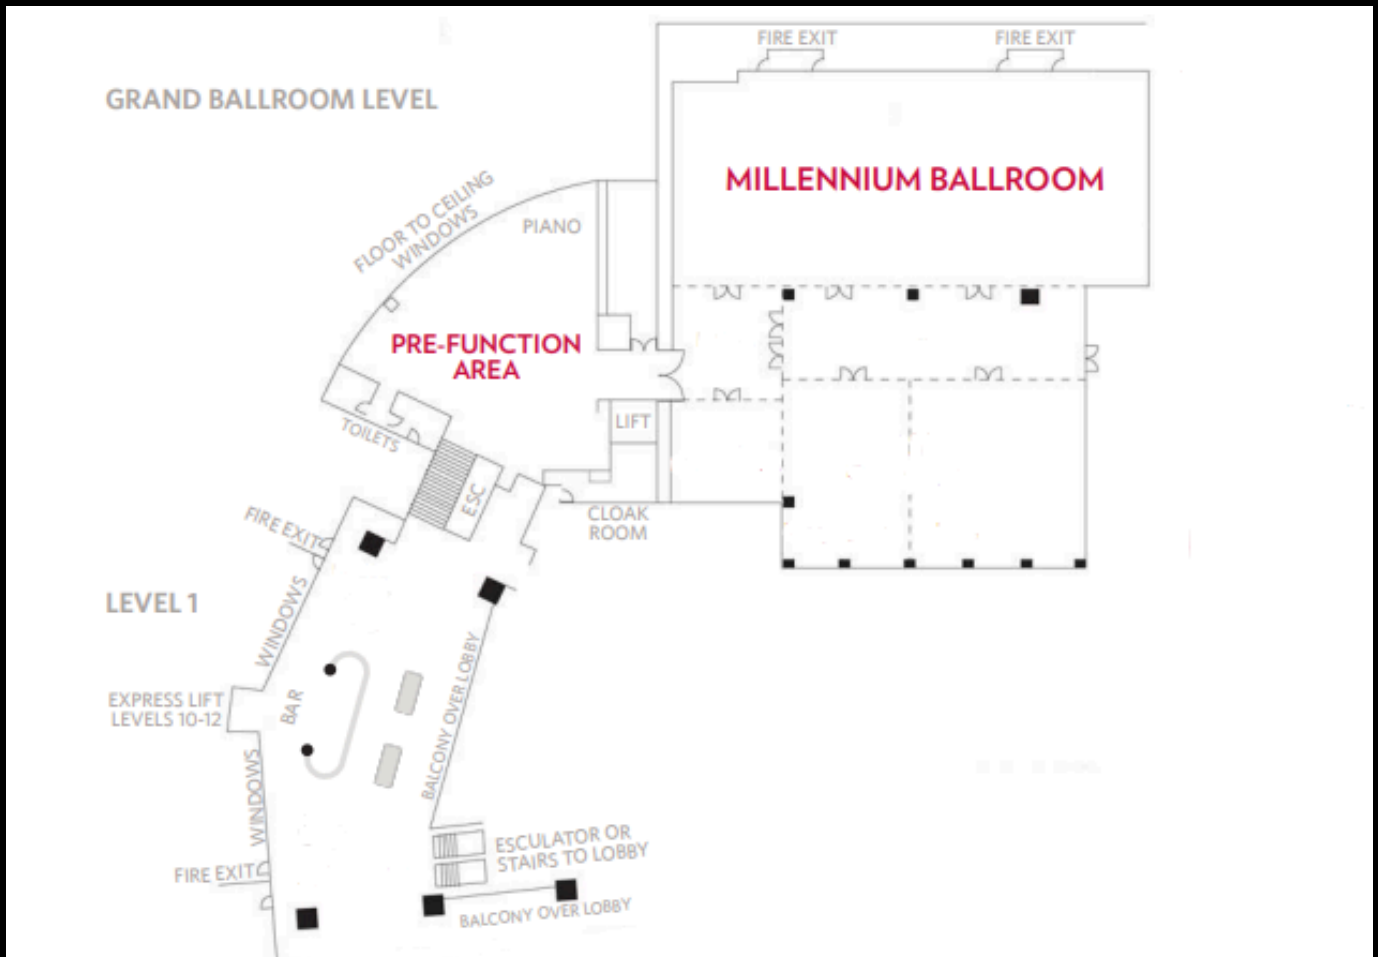 FIRE EXIT
FIRE EXIT
GRAND BALLROOM LEVEL
MILLENNIUM BALLROOM
FLOOR TO CEILING
WINDOWS
PIANO
PRE-FUNCTION
AREA
LIFT
TOILETS
ESC
CLOAK
ROOM
FIRE EXIT
LEVEL 1
WINDOWS
BALCONY OVER LOBBY
EXPRESS LIFT
LEVELS 10-12
BAR
WINDOWS
ESCULATOR OR
STAIRS TO LOBBY
FIRE EXIT
BALCONY OVER LOBBY